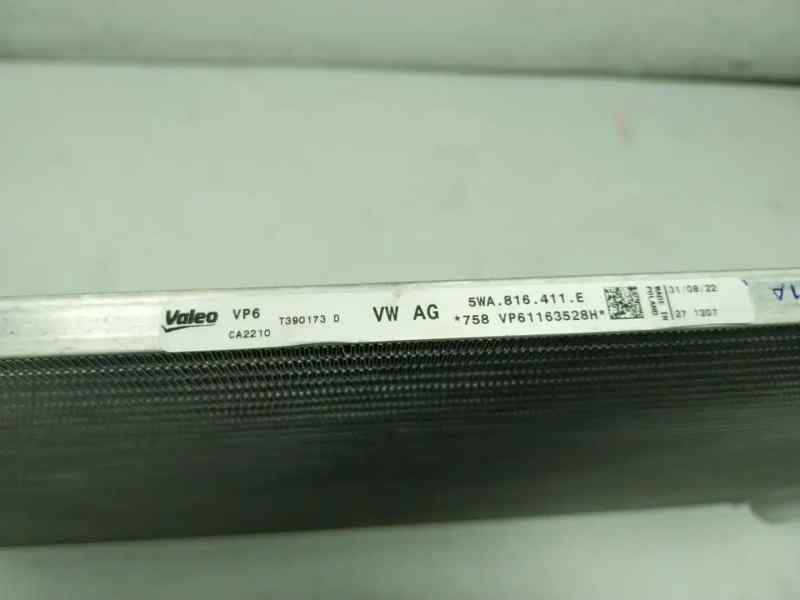 Valeo VP6 T390173 D VW AG 5WA.816.411.E
CA2210 *758 VP61163528H*
MADE IN
POLAND
31/08/22
27 1207
1A